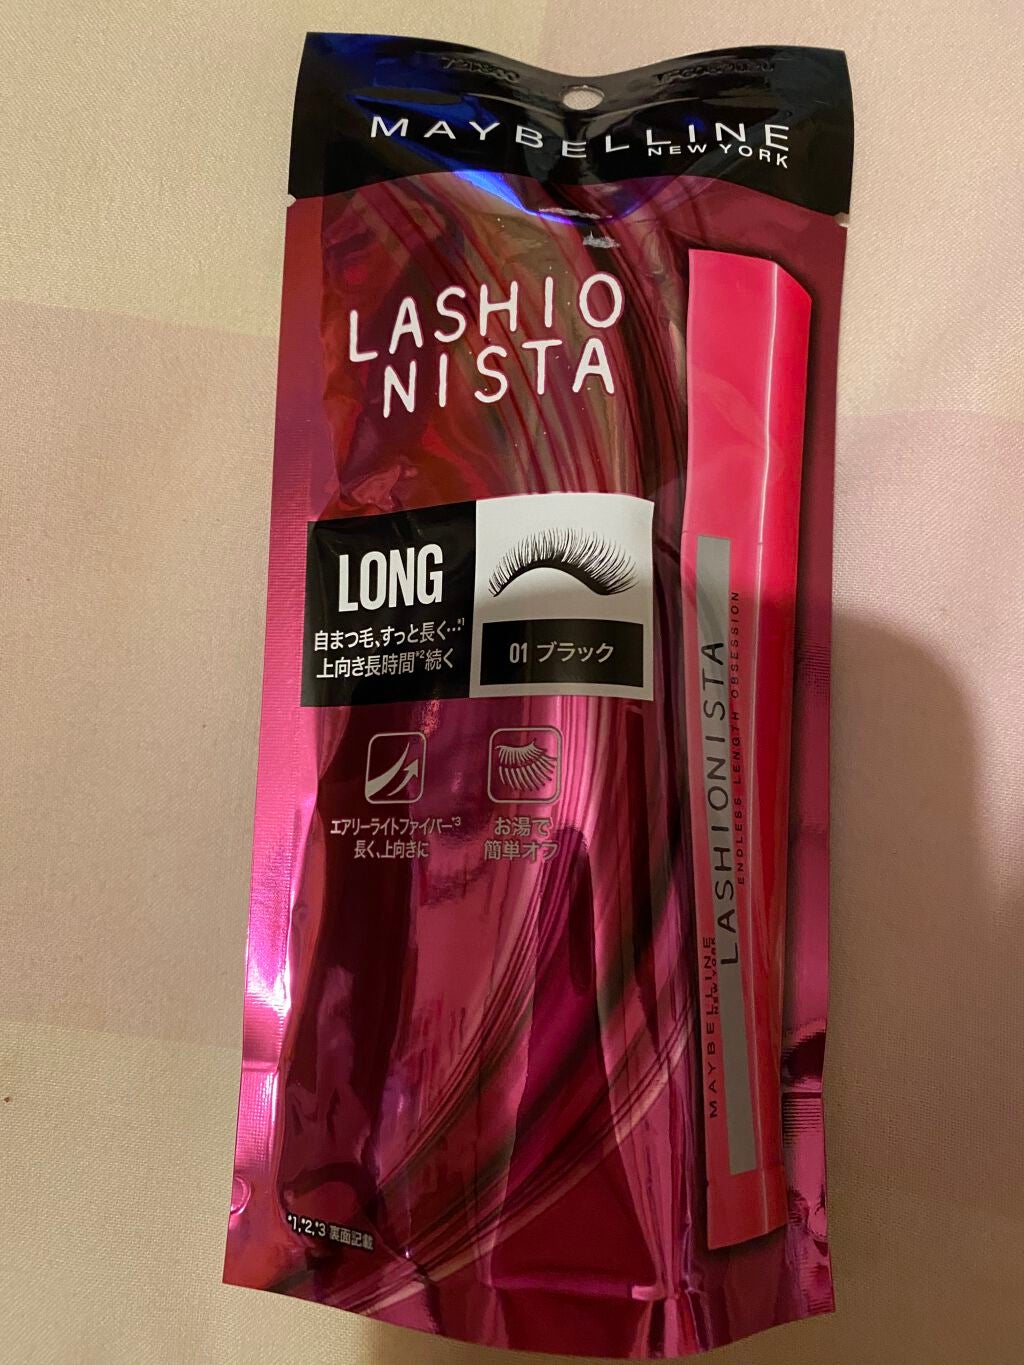 MAYBELLINE
NEW YORK
LASHIO
NISTA
LONG
自まつ毛、すっと長く…*1
上向き長時間*2続く
01 ブラック
エアリーライトファイバー*3
長く、上向きに
お湯で
簡単オフ
MAYBELLINE
NEW YORK
LASHIONISTA
ENDLESS LENGTH OBSESSION
*1,*2,*3 裏面記載